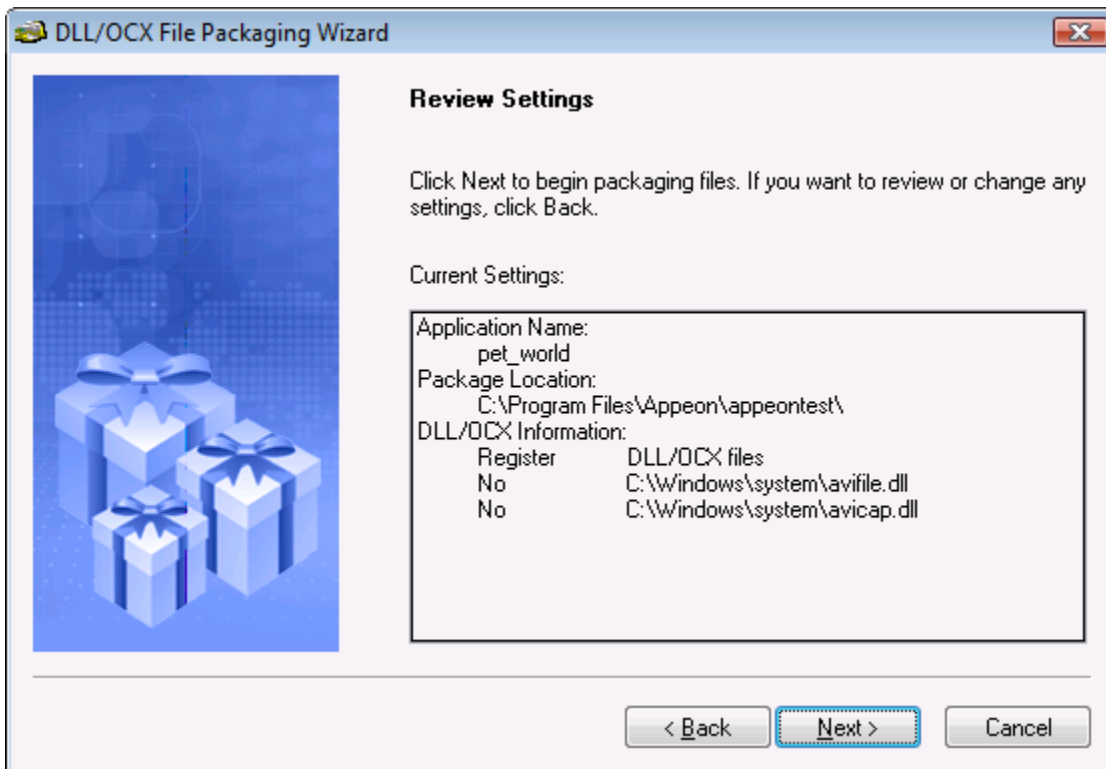 DLL/OCX File Packaging Wizard
Review Settings
Click Next to begin packaging files. If you want to review or change any
settings, click Back.
Current Settings:
Application Name:
pet_world
Package Location:
C:\Program Files\Appeon\appeontest\
DLL/OCX Information:
Register DLL/OCX files
No C:\Windows\system\avifile.dll
No C:\Windows\system\avicap.dll
< Back Next > Cancel